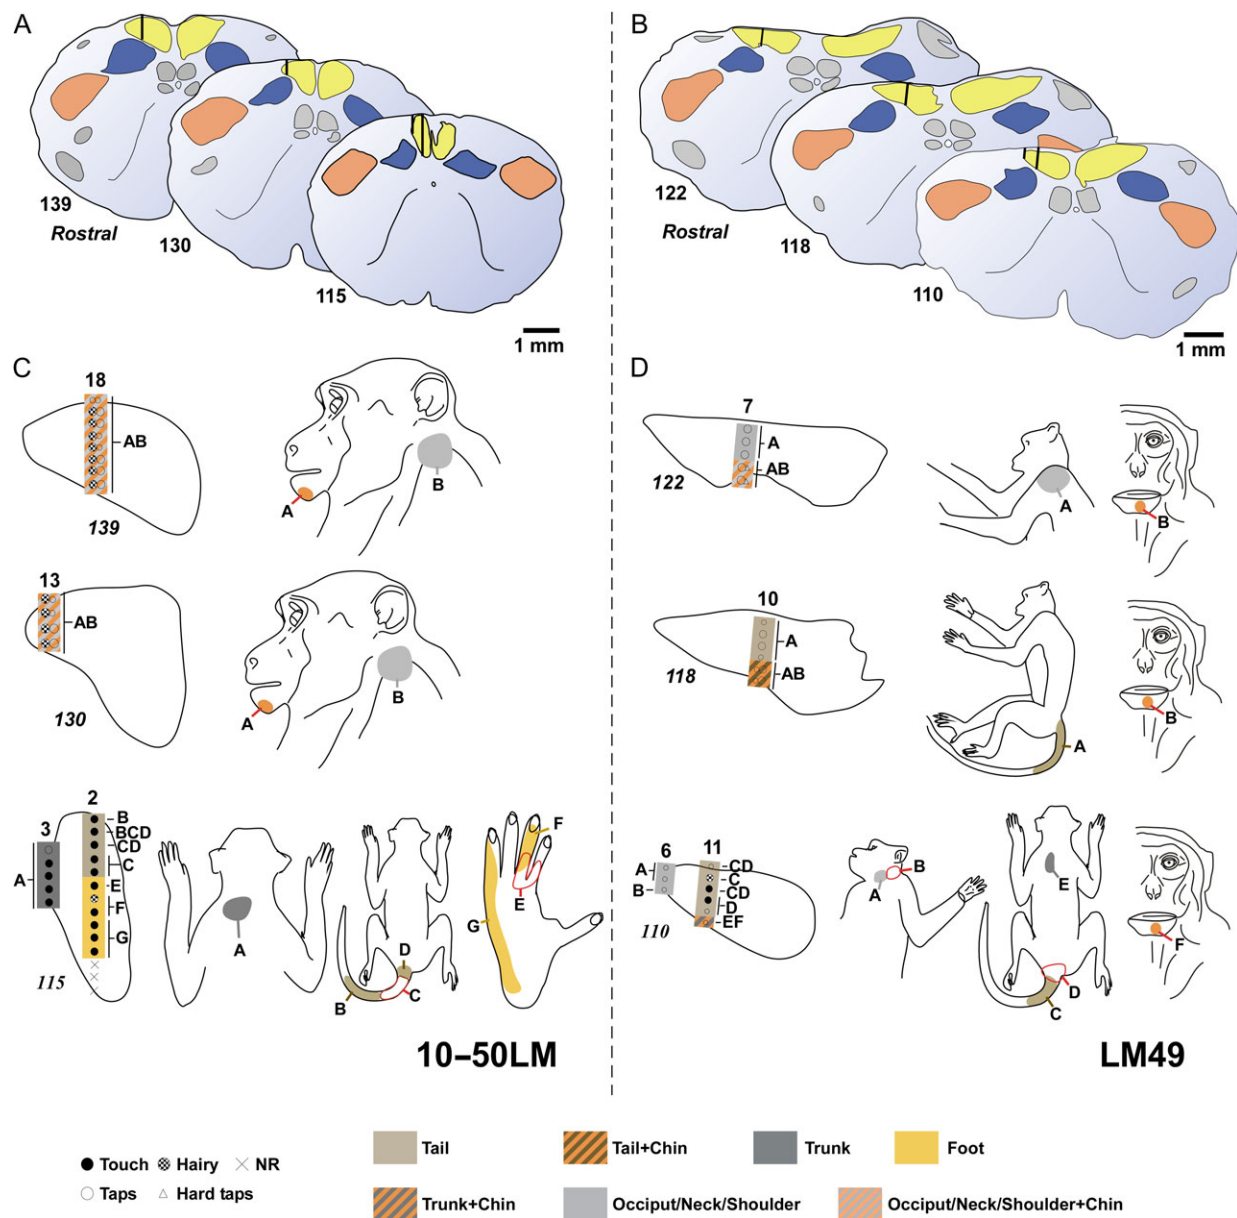 A
139
Rostral
130
115
1 mm
B
122
Rostral
118
110
1 mm
C
18
AB
139
A
B
13
AB
130
A
B
3
2
A
B
BCD
CD
C
E
F
G
115
A
B
C
D
E
F
G
10–50LM
D
7
A
AB
122
A
B
10
A
AB
118
A
B
6
11
A
B
CD
C
CD
D
EF
110
A
B
E
D
C
F
LM49
Touch
Hairy
NR
Taps
Hard taps
Tail
Tail+Chin
Trunk
Foot
Trunk+Chin
Occiput/Neck/Shoulder
Occiput/Neck/Shoulder+Chin